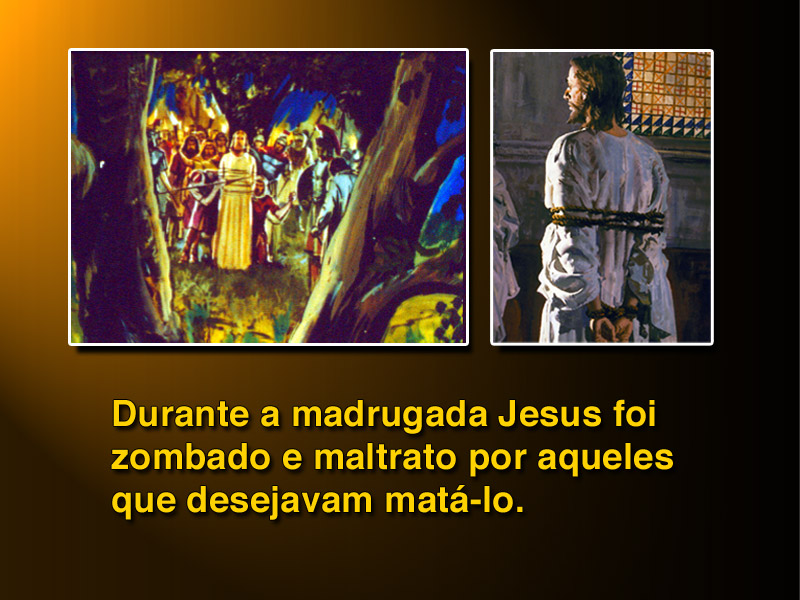 Durante a madrugada Jesus foi
zombado e maltrato por aqueles
que desejavam matá-lo.